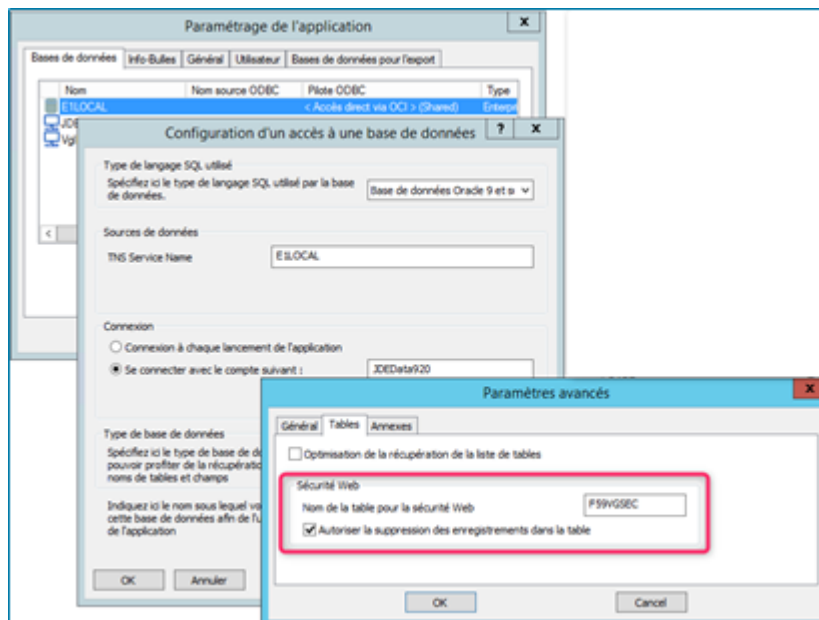 Paramétrage de l'application
x
Bases de données Info-Bulles Général Utilisateur Bases de données pour l'export
Nom Nom source ODBC Pilote ODBC Type
E1LOCAL < Accès direct via OCI > (Shared) Enterpr
JDE
Vgl
Configuration d'un accès à une base de données ? x
Type de langage SQL utilisé
Spécifiez ici le type de langage SQL utilisé par la base
de données.
Base de données Oracle 9 et s
Sources de données
TNS Service Name E1LOCAL
Connexion
Connexion à chaque lancement de l'application
Se connecter avec le compte suivant : JDEData920
Type de base de données
Spécifiez ici le type de base de do
pouvoir profiter de la récupératio
noms de tables et champs
Indiquez ici le nom sous lequel vo
cette base de données afin de l'u
de l'application
OK Annuler
Paramètres avancés x
Général Tables Annexes
Optimisation de la récupération de la liste de tables
Sécurité Web
Nom de la table pour la sécurité Web F59VGSEC
Autoriser la suppression des enregistrements dans la table
OK Cancel